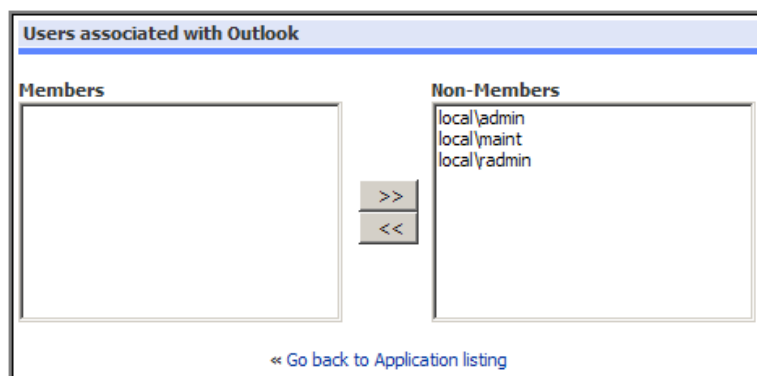 Users associated with Outlook
Members
Non-Members
local\admin
local\maint
local\radmin
>>
<<
« Go back to Application listing